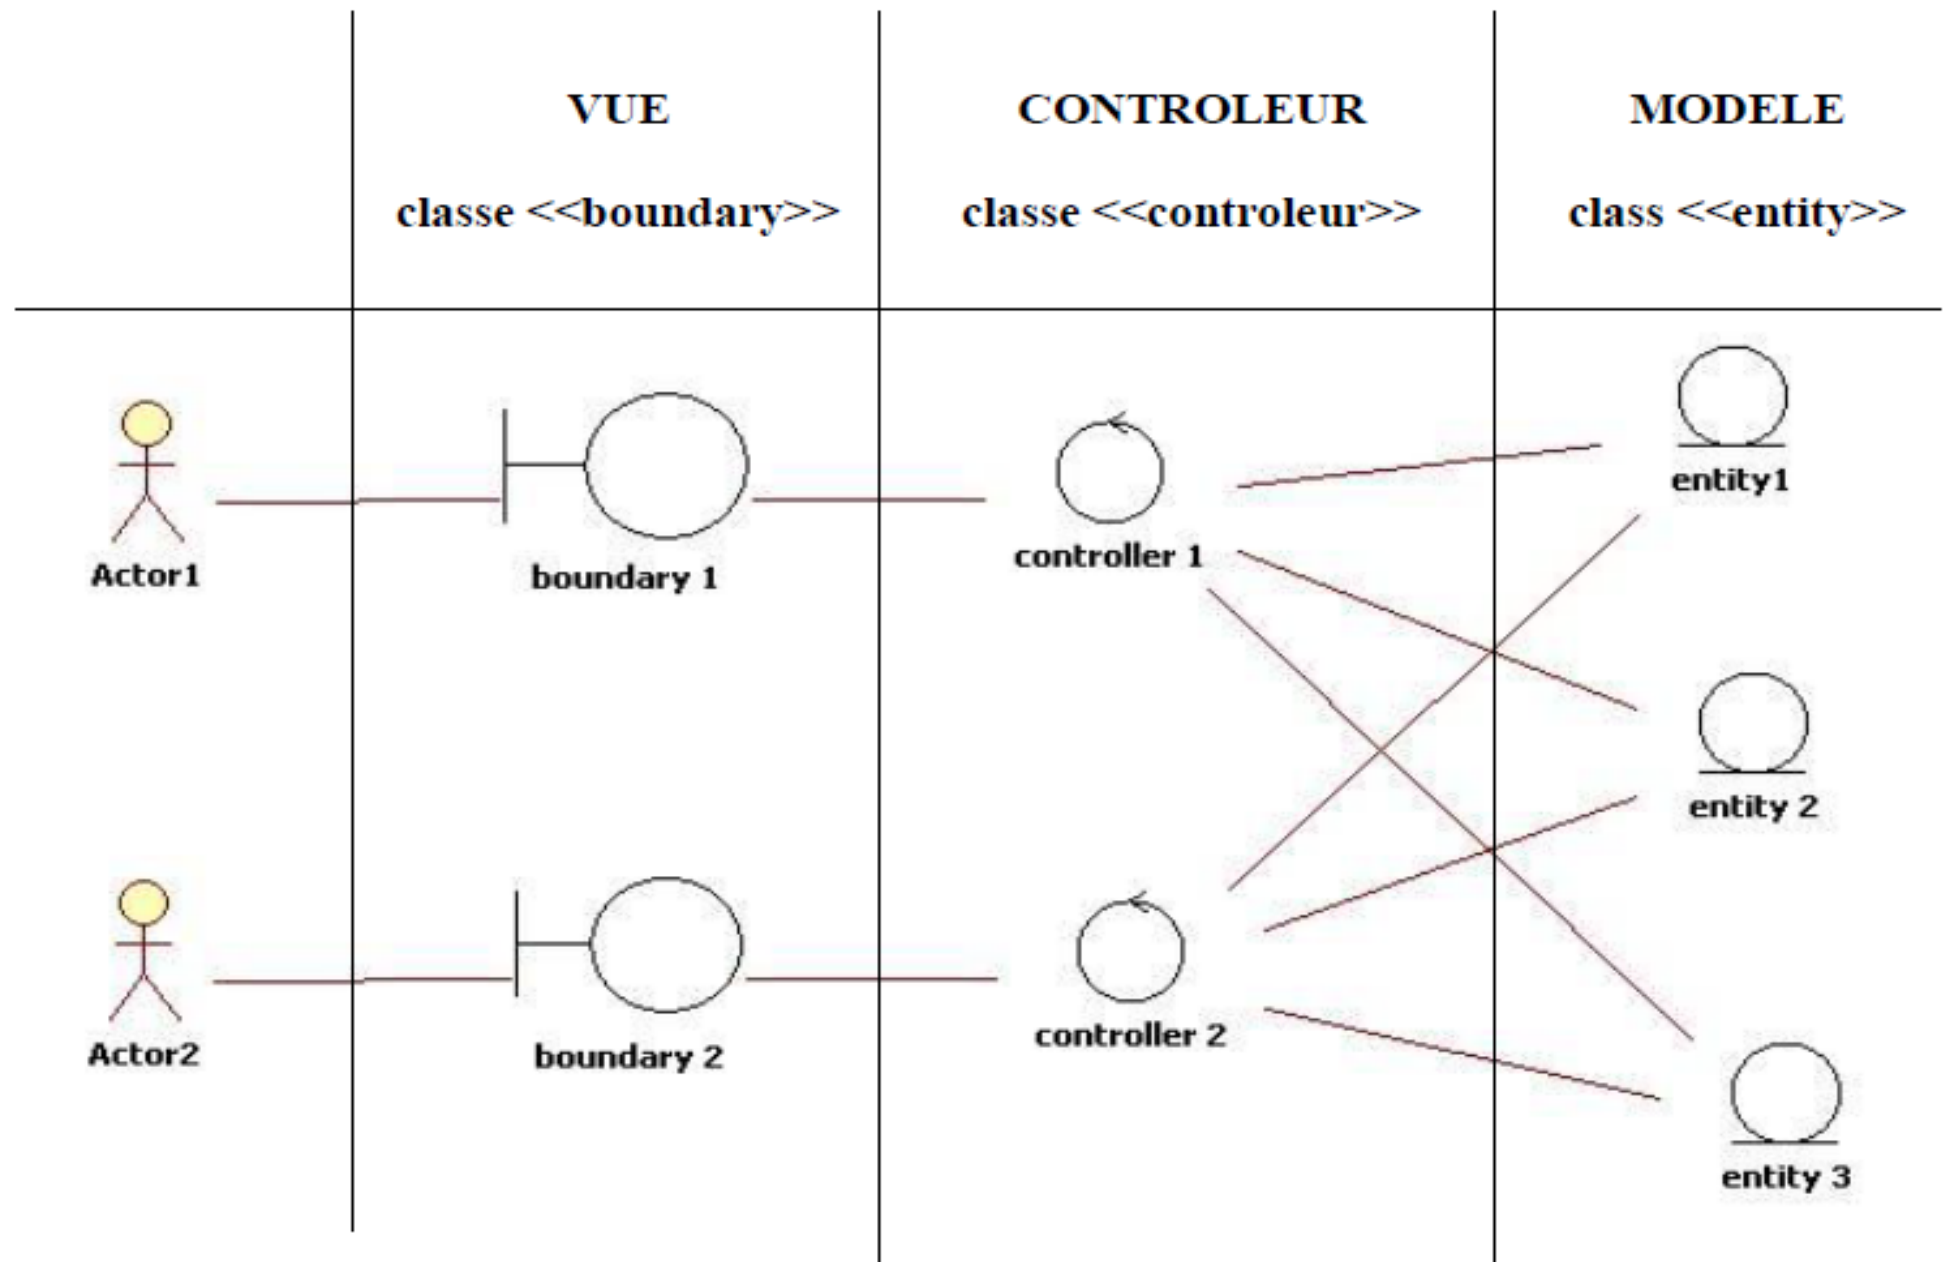 VUE
CONTROLEUR
MODELE
classe <<boundary>>
classe <<controleur>>
class <<entity>>
Actor1
boundary 1
controller 1
entity1
entity 2
Actor2
boundary 2
controller 2
entity 3